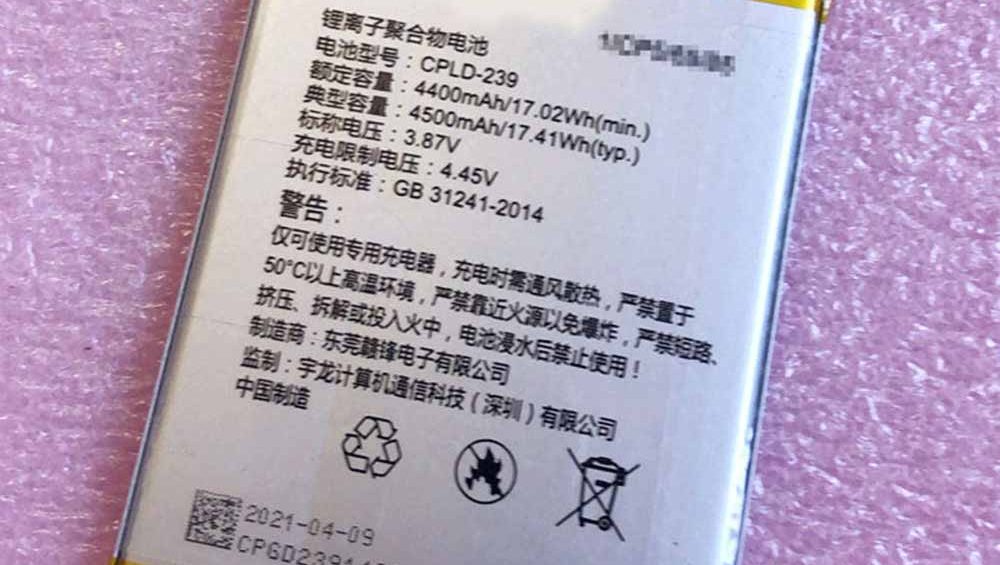 锂离子聚合物电池
电池型号：CPLD-239
额定容量：4400mAh/17.02Wh(min.)
典型容量：4500mAh/17.41Wh(typ.)
标称电压：3.87V
充电限制电压：4.45V
执行标准：GB 31241-2014
警告：
仅可使用专用充电器，充电时需通风散热，严禁置于
50°C以上高温环境，严禁靠近火源以免爆炸，严禁短路、
挤压、拆解或投入火中，电池浸水后禁止使用！
制造商：东莞赣锋电子有限公司
监制：宇龙计算机通信科技（深圳）有限公司
中国制造
2021-04-09